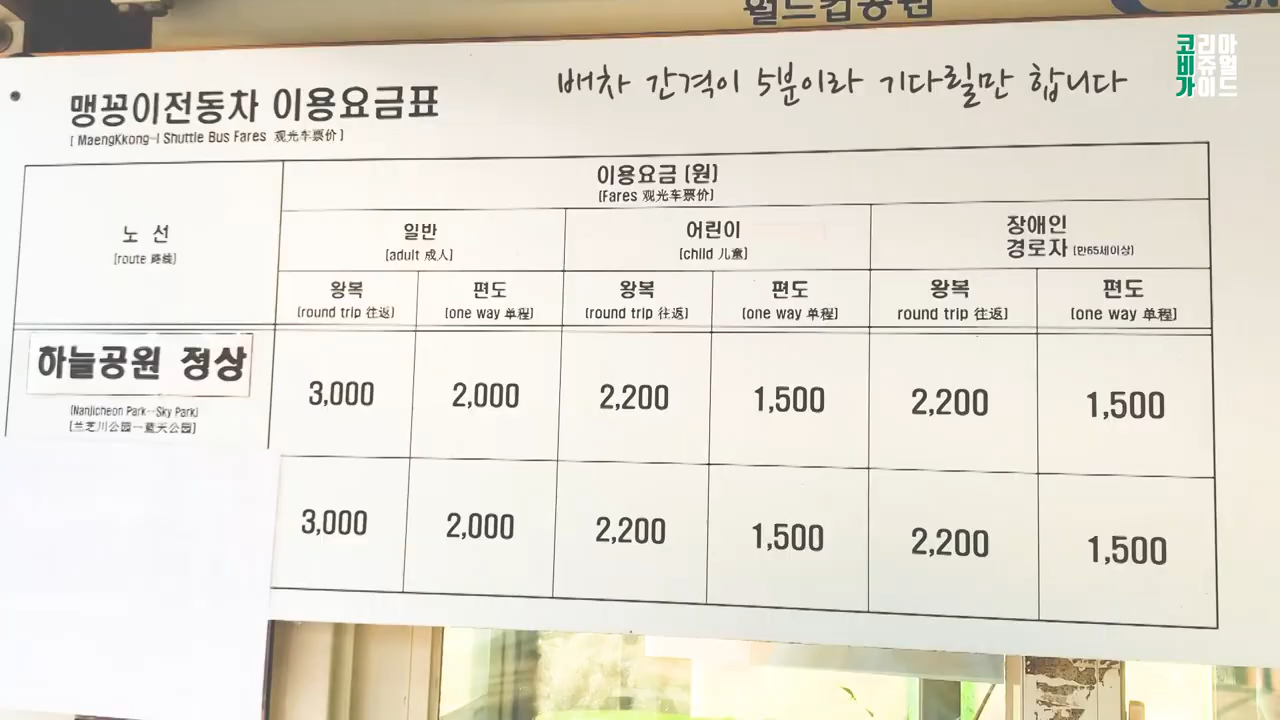 월드컵공원
코리아
비쥬얼
가이드
배차 간격이 5분이라 기다릴만 합니다
맹꽁이전동차 이용요금표
[ MaengKkong-I Shuttle Bus Fares 观光车票价 ]
노 선
[route 路线]
이용요금 [원]
[Fares 观光车票价]
일반
[adult 成人]
어린이
[child 儿童]
장애인
경로자 [만65세이상]
왕복
[round trip 往返]
편도
[one way 单程]
왕복
[round trip 往返]
편도
[one way 单程]
왕복
round trip 往返]
편도
[one way 单程]
하늘공원 정상
[Nanjicheon Park--Sky Park]
[兰芝川公园一蓝天公园]
3,000 2,000 2,200 1,500 2,200 1,500
3,000 2,000 2,200 1,500 2,200 1,500